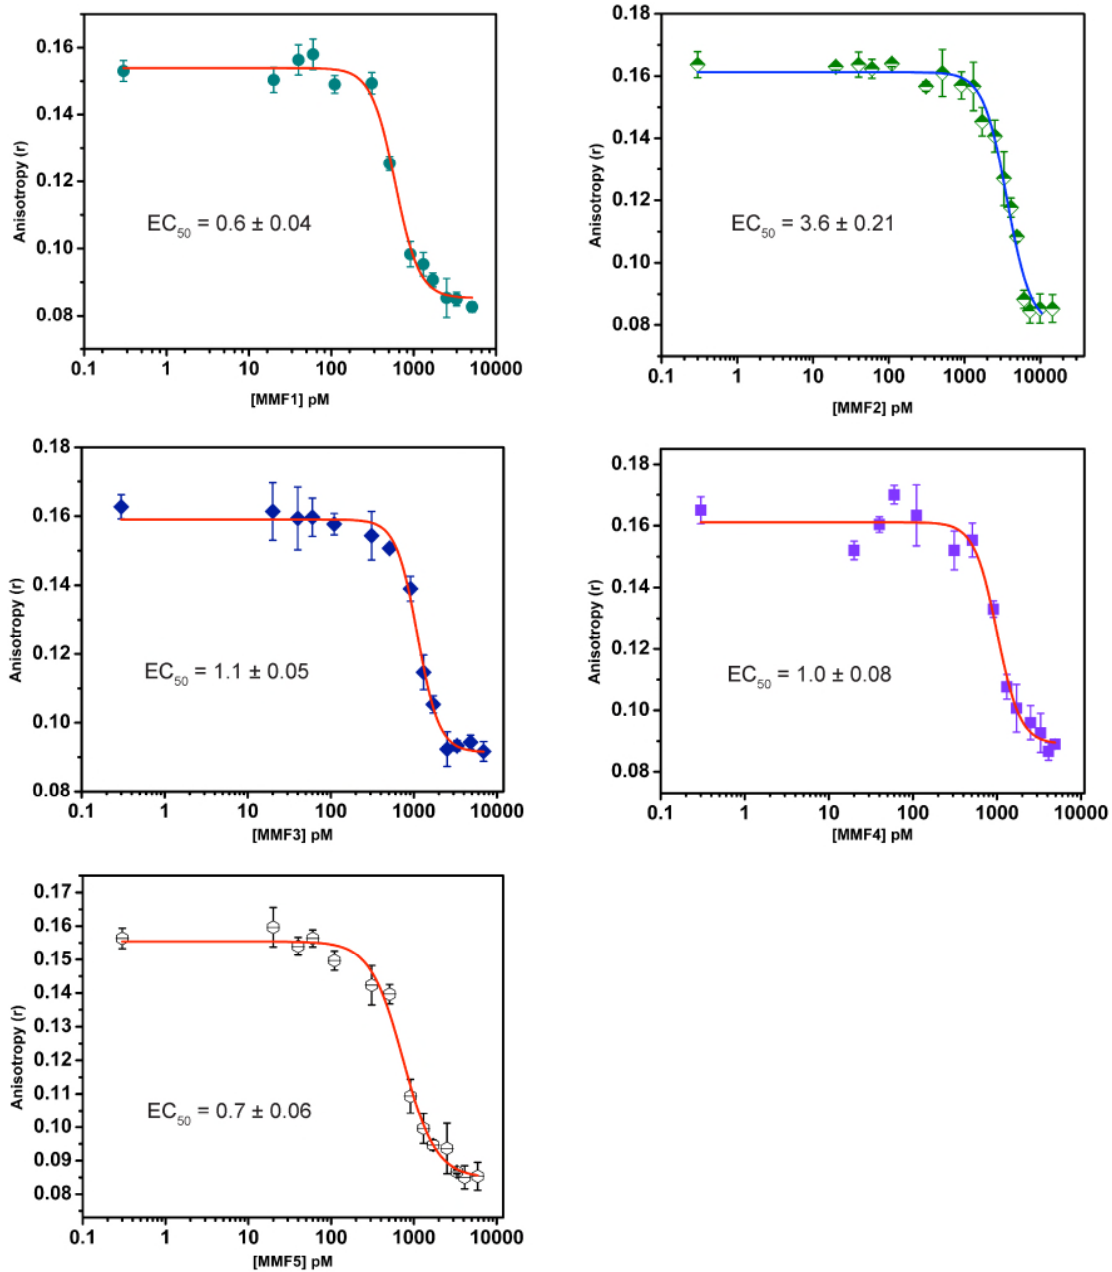 0.16
0.14
0.12
0.10
0.08
Anisotropy (r)
EC50 = 0.6 ± 0.04
0.1 1 10 100 1000 10000
[MMF1] pM
0.18
0.16
0.14
0.12
0.10
0.08
Anisotropy (r)
EC50 = 3.6 ± 0.21
0.1 1 10 100 1000 10000
[MMF2] pM
0.18
0.16
0.14
0.12
0.10
0.08
Anisotropy (r)
EC50 = 1.1 ± 0.05
0.1 1 10 100 1000 10000
[MMF3] pM
0.18
0.16
0.14
0.12
0.10
0.08
Anisotropy (r)
EC50 = 1.0 ± 0.08
0.1 1 10 100 1000 10000
[MMF4] pM
0.17
0.16
0.15
0.14
0.13
0.12
0.11
0.10
0.09
0.08
Anisotropy (r)
EC50 = 0.7 ± 0.06
0.1 1 10 100 1000 10000
[MMF5] pM